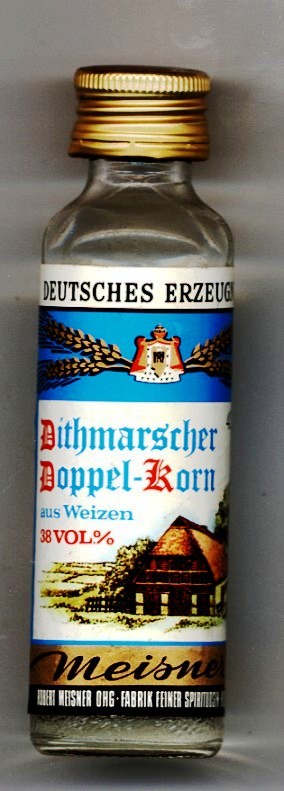 DEUTSCHES ERZEUGN
Dithmarscher
Doppel-Korn
aus Weizen
38 VOL%
Meisner
ROBERT MEISNER OHG · FABRIK FEINER SPIRITUOSEN